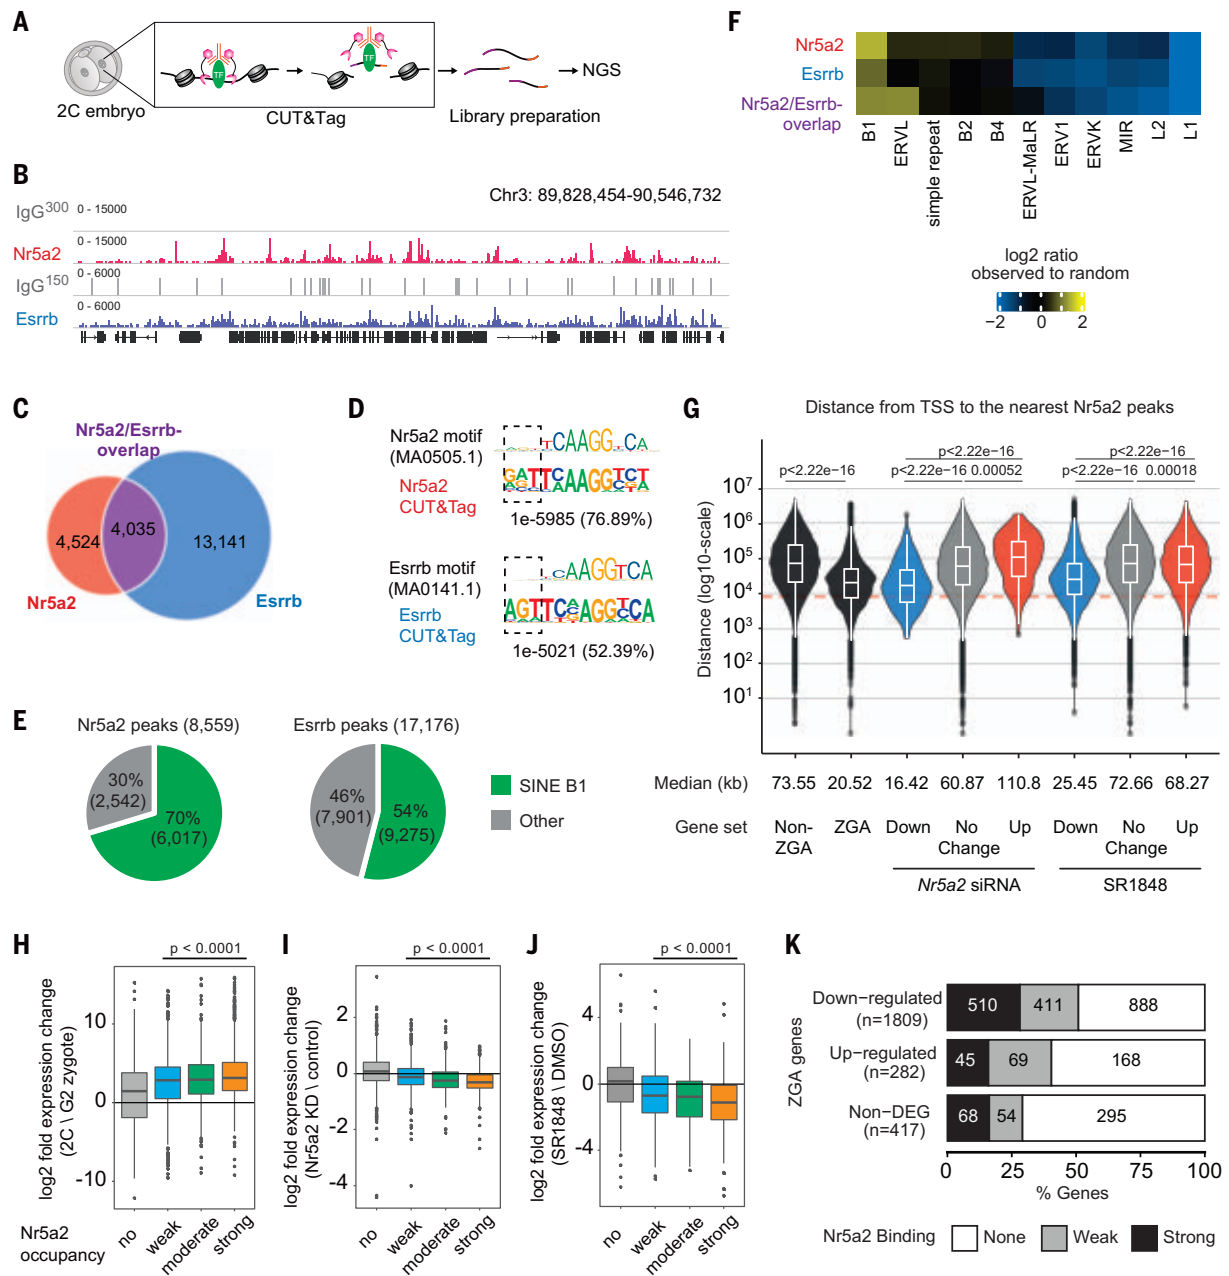 A
TF
TF
NGS
2C embryo
CUT&Tag
Library preparation
B
Chr3: 89,828,454-90,546,732
IgG300
0 - 15000
Nr5a2
0 - 15000
IgG150
0 - 6000
Esrrb
0 - 6000
C
Nr5a2/Esrrb-
overlap
4,524
4,035
13,141
Nr5a2
Esrrb
D
Nr5a2 motif
(MA0505.1)
Nr5a2
CUT&Tag
1e-5985 (76.89%)
Esrrb motif
(MA0141.1)
Esrrb
CUT&Tag
1e-5021 (52.39%)
E
Nr5a2 peaks (8,559)
30%
(2,542)
70%
(6,017)
Esrrb peaks (17,176)
46%
(7,901)
54%
(9,275)
SINE B1
Other
F
Nr5a2
Esrrb
Nr5a2/Esrrb-
overlap
B1
ERVL
simple repeat
B2
B4
ERVL-MaLR
ERV1
ERVK
MIR
L2
L1
log2 ratio
observed to random
−2 0 2
G
Distance from TSS to the nearest Nr5a2 peaks
p<2.22e−16
p<2.22e−16
p<2.22e−16 0.00052
p<2.22e−16
p<2.22e−16 0.00018
Distance (log10-scale)
107
106
105
104
103
102
101
Median (kb) 73.55 20.52 16.42 60.87 110.8 25.45 72.66 68.27
Gene set Non-ZGA ZGA Down No Change Up Down No Change Up
Nr5a2 siRNA
SR1848
H
p < 0.0001
log2 fold expression change
(2C \ G2 zygote)
10
0
-10
Nr5a2
occupancy
no
weak
moderate
strong
I
p < 0.0001
log2 fold expression change
(Nr5a2 KD \ control)
2
0
-2
-4
no
weak
moderate
strong
J
p < 0.0001
log2 fold expression change
(SR1848 \ DMSO)
4
0
-4
no
weak
moderate
strong
K
ZGA genes
Down−regulated
(n=1809)
510 411 888
Up−regulated
(n=282)
45 69 168
Non−DEG
(n=417)
68 54 295
0 25 50 75 100
% Genes
Nr5a2 Binding None Weak Strong